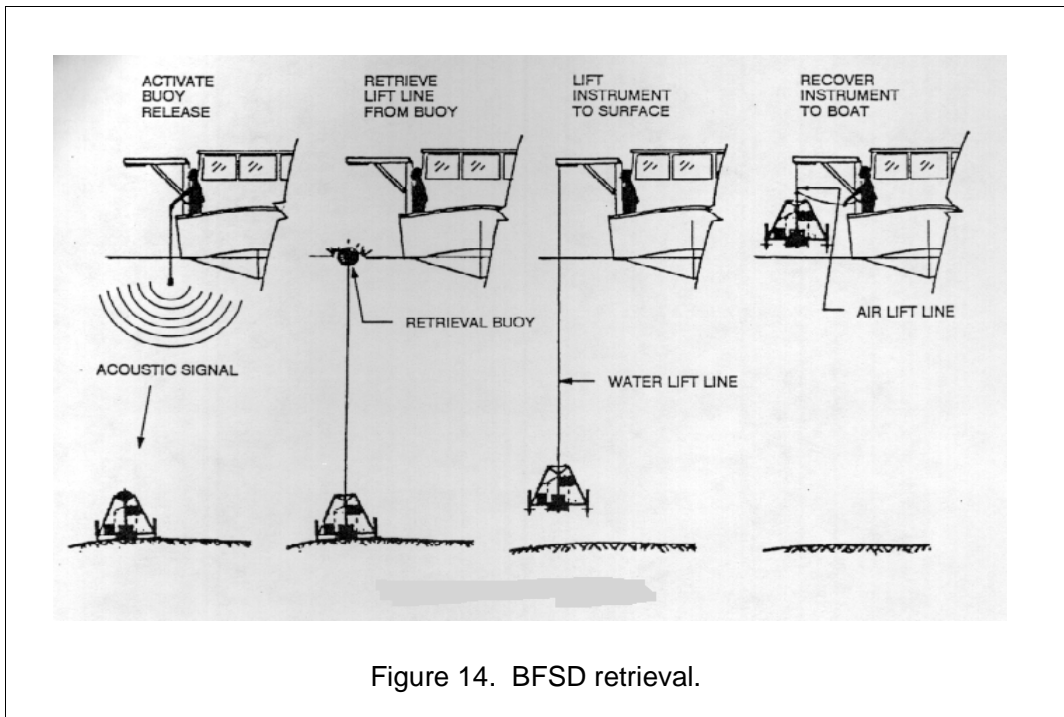 ACTIVATE
BUOY
RELEASE
RETRIEVE
LIFT LINE
FROM BUOY
LIFT
INSTRUMENT
TO SURFACE
RECOVER
INSTRUMENT
TO BOAT
RETRIEVAL BUOY
AIR LIFT LINE
ACOUSTIC SIGNAL
WATER LIFT LINE
Figure 14. BFSD retrieval.